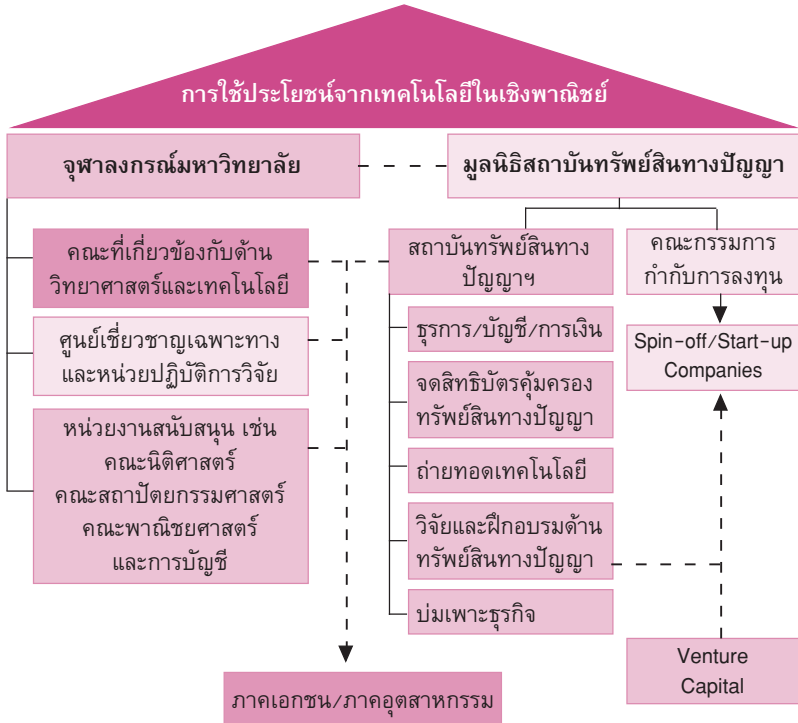 การใช้ประโยชน์จากเทคโนโลยีในเชิงพาณิชย์
จุฬาลงกรณ์มหาวิทยาลัย
มูลนิธิสถาบันทรัพย์สินทางปัญญา
คณะที่เกี่ยวข้องกับด้าน
วิทยาศาสตร์และเทคโนโลยี
ศูนย์เชี่ยวชาญเฉพาะทาง
และหน่วยปฏิบัติการวิจัย
หน่วยงานสนับสนุน เช่น
คณะนิติศาสตร์
คณะสถาปัตยกรรมศาสตร์
คณะพาณิชยศาสตร์
และการบัญชี
สถาบันทรัพย์สินทาง
ปัญญาฯ
ธุรการ/บัญชี/การเงิน
จดสิทธิบัตรคุ้มครอง
ทรัพย์สินทางปัญญา
ถ่ายทอดเทคโนโลยี
วิจัยและฝึกอบรมด้าน
ทรัพย์สินทางปัญญา
บ่มเพาะธุรกิจ
คณะกรรมการ
กำกับการลงทุน
Spin-off/Start-up
Companies
Venture
Capital
ภาคเอกชน/ภาคอุตสาหกรรม